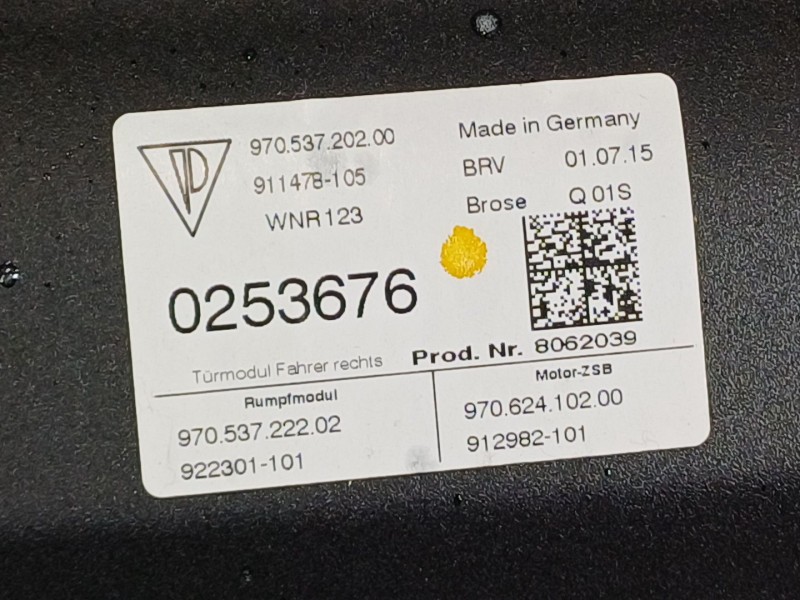 970.537.202.00
911478-105
WNR123
Made in Germany
BRV 01.07.15
Brose Q 01S
0253676
Türmodul Fahrer rechts
Prod. Nr. 8062039
Rumpfmodul
970.537.222.02
922301-101
Motor-ZSB
970.624.102.00
912982-101